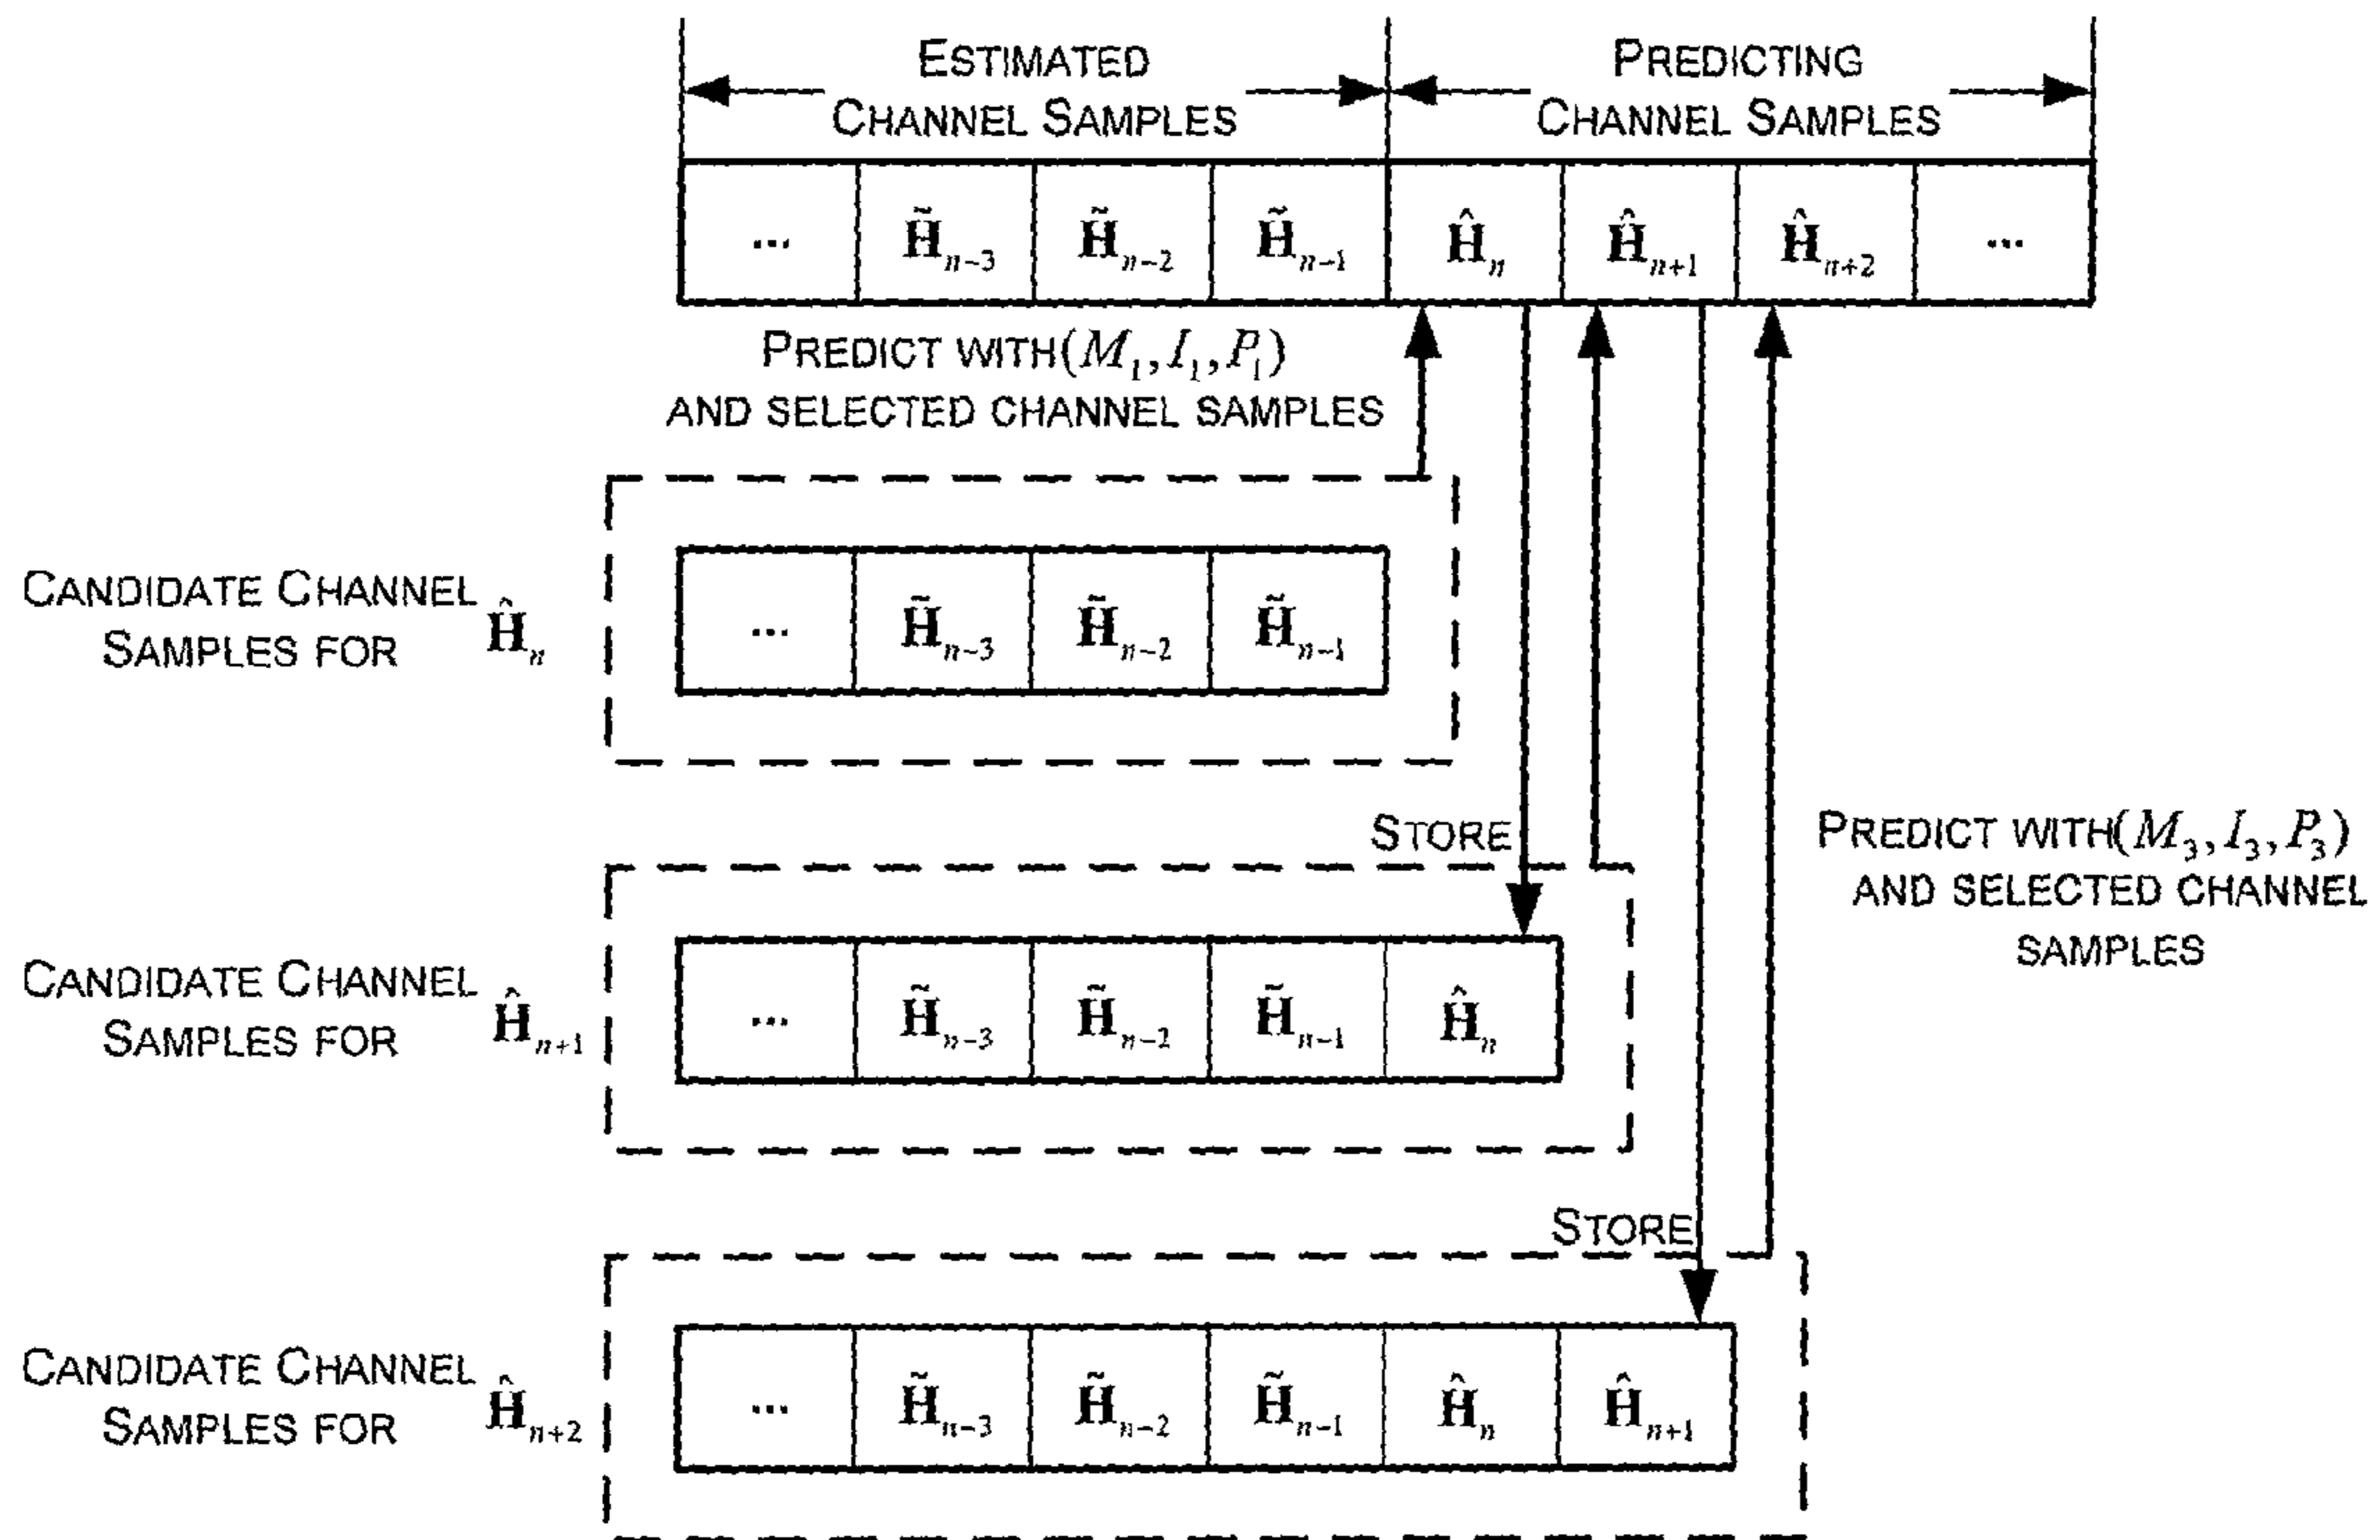 ESTIMATED CHANNEL SAMPLES
PREDICTING CHANNEL SAMPLES
... H̃ₙ₋₃ H̃ₙ₋₂ H̃ₙ₋₁ Ĥₙ Ĥₙ₊₁ Ĥₙ₊₂ ...
PREDICT WITH(M₁, I₁, P₁)
AND SELECTED CHANNEL SAMPLES
CANDIDATE CHANNEL
SAMPLES FOR Ĥₙ
... H̃ₙ₋₃ H̃ₙ₋₂ H̃ₙ₋₁
STORE
PREDICT WITH(M₃, I₃, P₃)
AND SELECTED CHANNEL
SAMPLES
CANDIDATE CHANNEL
SAMPLES FOR Ĥₙ₊₁
... H̃ₙ₋₃ H̃ₙ₋₂ H̃ₙ₋₁ Ĥₙ
STORE
CANDIDATE CHANNEL
SAMPLES FOR Ĥₙ₊₂
... H̃ₙ₋₃ H̃ₙ₋₂ H̃ₙ₋₁ Ĥₙ Ĥₙ₊₁